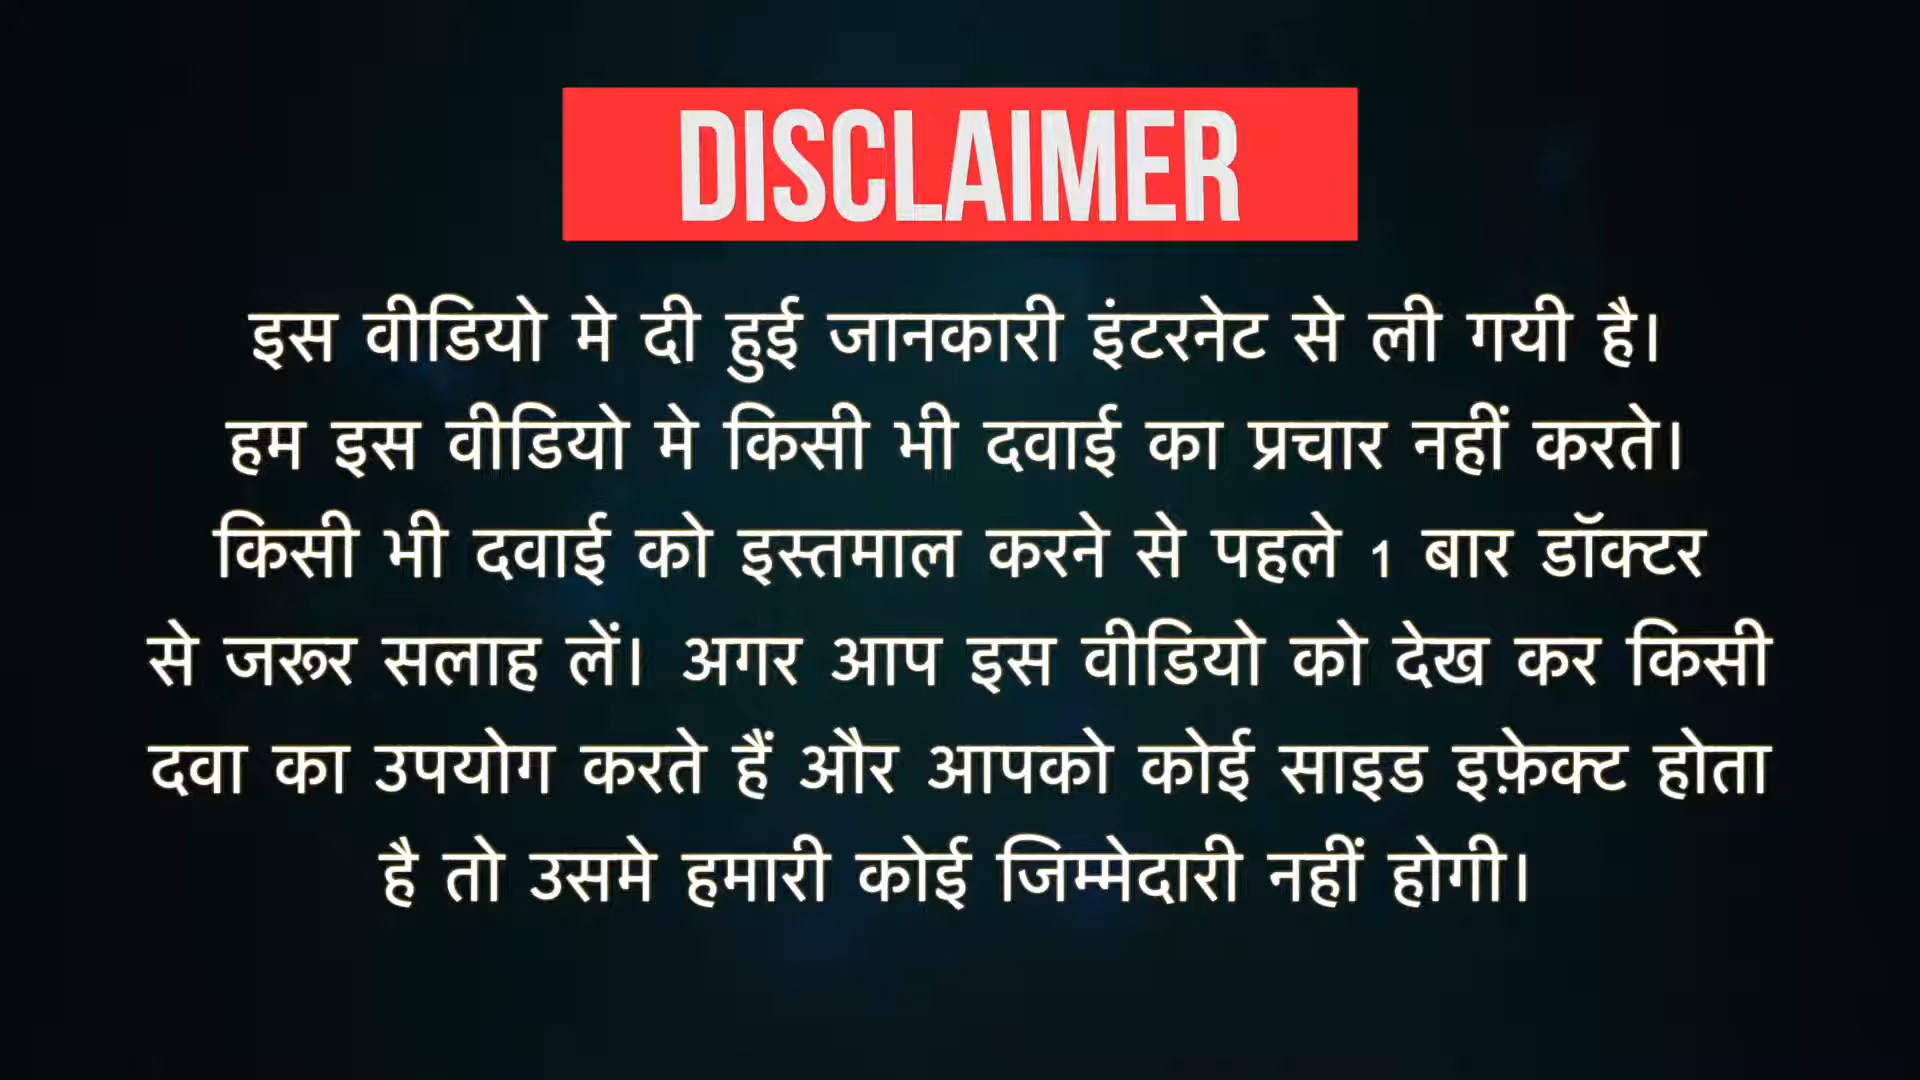 DISCLAIMER
इस वीडियो मे दी हुई जानकारी इंटरनेट से ली गयी है।
हम इस वीडियो मे किसी भी दवाई का प्रचार नहीं करते।
किसी भी दवाई को इस्तमाल करने से पहले 1 बार डॉक्टर
से जरूर सलाह लें। अगर आप इस वीडियो को देख कर किसी
दवा का उपयोग करते हैं और आपको कोई साइड इफ़ेक्ट होता
है तो उसमे हमारी कोई जिम्मेदारी नहीं होगी।